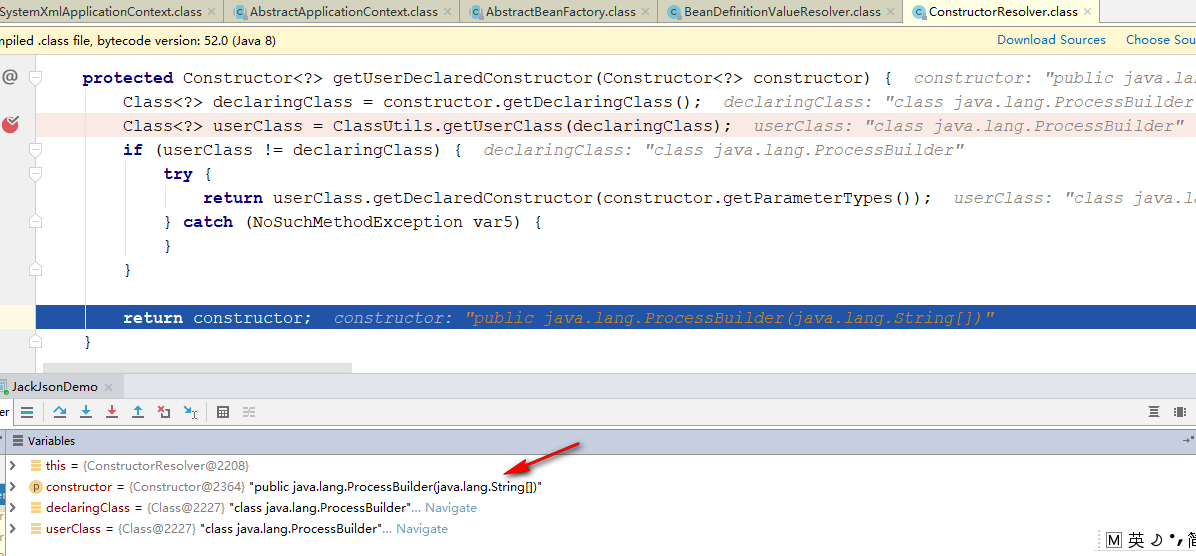 SystemXmlApplicationContext.class AbstractApplicationContext.class AbstractBeanFactory.class BeanDefinitionValueResolver.class ConstructorResolver.class
mpiled .class file, bytecode version: 52.0 (Java 8) Download Sources Choose Sou
protected Constructor<?> getUserDeclaredConstructor(Constructor<?> constructor) { constructor: "public java.la
Class<?> declaringClass = constructor.getDeclaringClass(); declaringClass: "class java.lang.ProcessBuilder
Class<?> userClass = ClassUtils.getUserClass(declaringClass); userClass: "class java.lang.ProcessBuilder"
if (userClass != declaringClass) { declaringClass: "class java.lang.ProcessBuilder"
try {
return userClass.getDeclaredConstructor(constructor.getParameterTypes()); userClass: "class java.la
} catch (NoSuchMethodException var5) {
}
}
return constructor; constructor: "public java.lang.ProcessBuilder(java.lang.String[])"
}
JackJsonDemo
er
Variables
this = {ConstructorResolver@2208}
constructor = {Constructor@2364} "public java.lang.ProcessBuilder(java.lang.String[])"
declaringClass = {Class@2227} "class java.lang.ProcessBuilder"... Navigate
userClass = {Class@2227} "class java.lang.ProcessBuilder"... Navigate
M 英 简